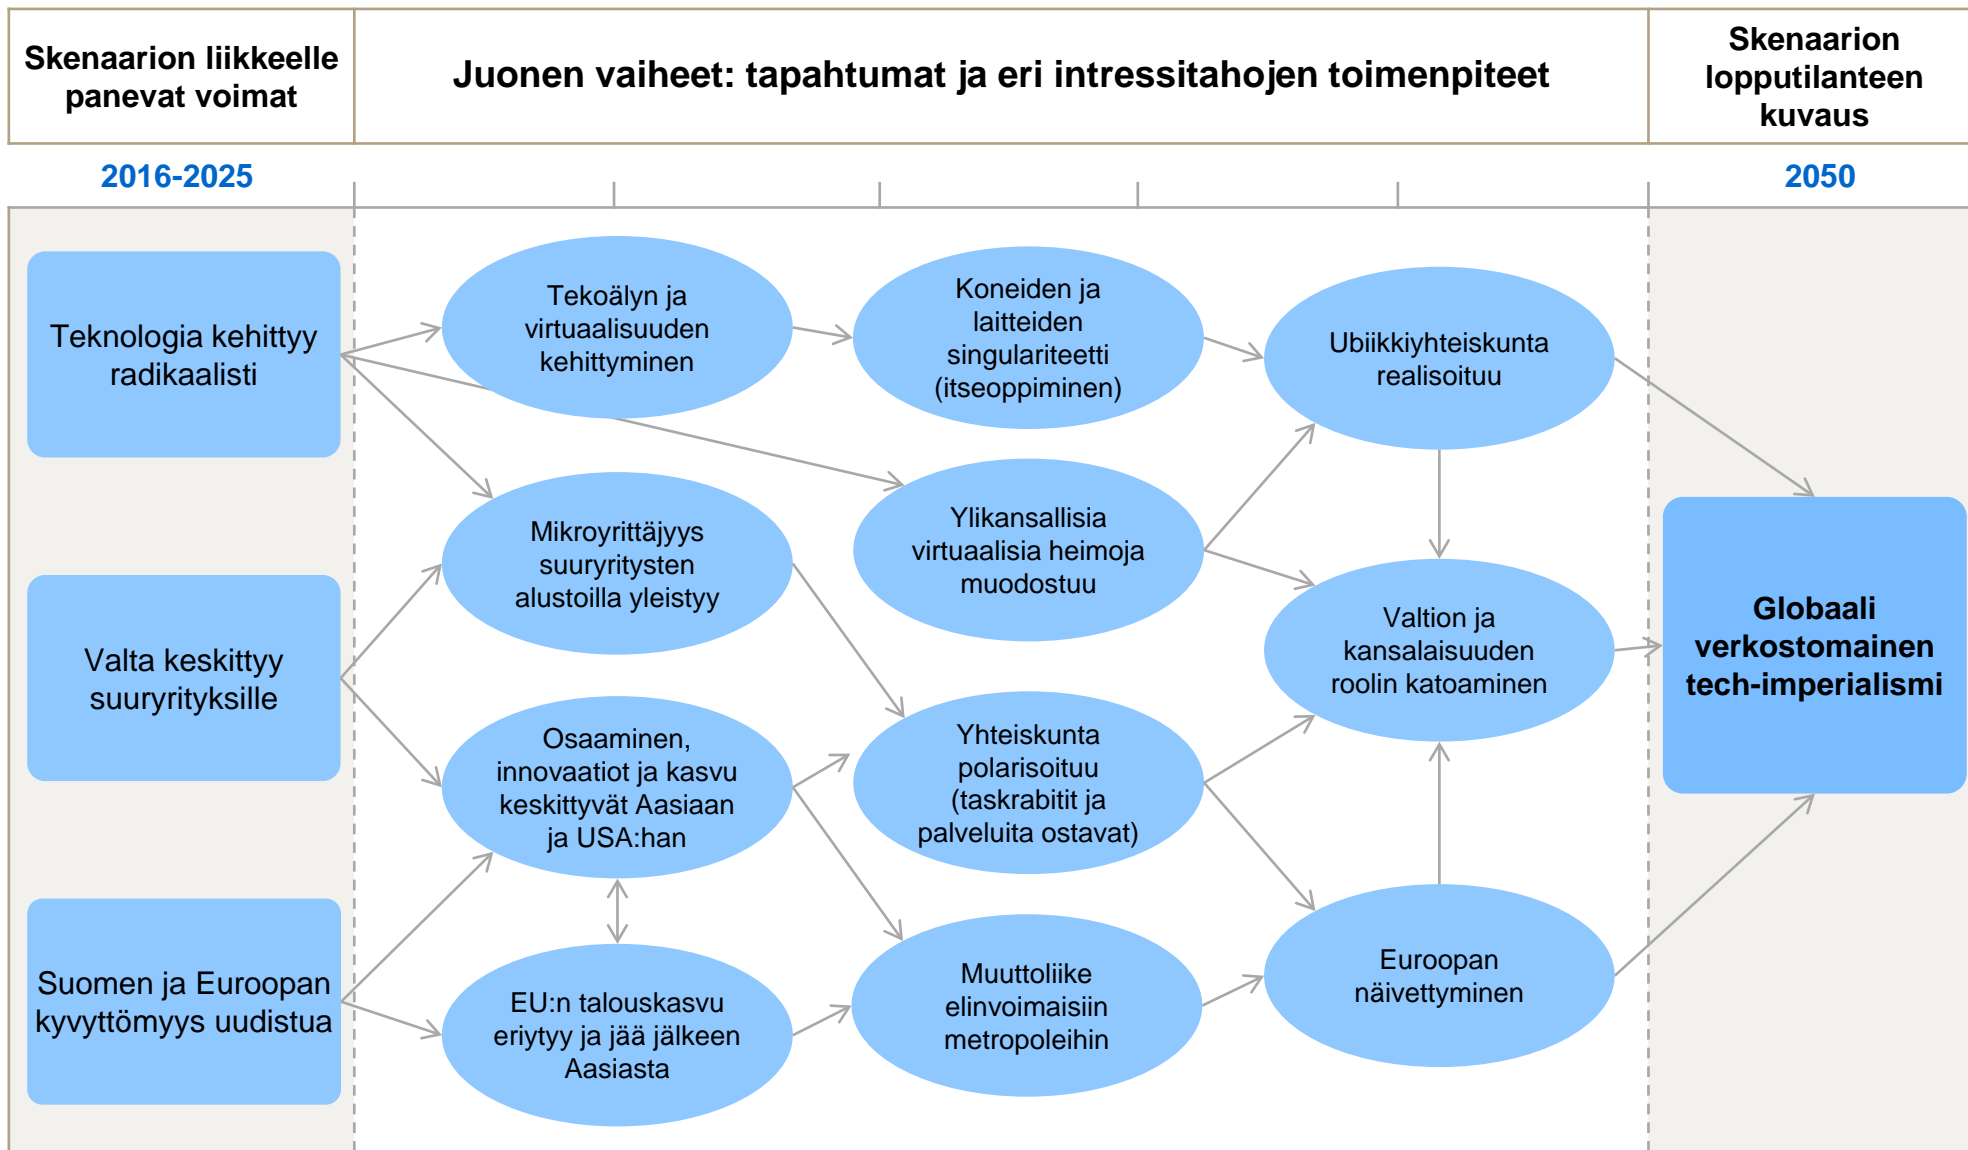 Skenaarion liikkeelle
panevat voimat
Juonen vaiheet: tapahtumat ja eri intressitahojen toimenpiteet
Skenaarion
lopputilanteen
kuvaus
2016-2025
2050
Teknologia kehittyy
radikaalisti
Valta keskittyy
suuryrityksille
Suomen ja Euroopan
kyvyttömyys uudistua
Tekoälyn ja
virtuaalisuuden
kehittyminen
Mikroyrittäjyys
suuryritysten
alustoilla yleistyy
Osaaminen,
innovaatiot ja kasvu
keskittyvät Aasiaan
ja USA:han
EU:n talouskasvu
eriytyy ja jää jälkeen
Aasiasta
Koneiden ja
laitteiden
singulariteetti
(itseoppiminen)
Ylikansallisia
virtuaalisia heimoja
muodostuu
Yhteiskunta
polarisoituu
(taskrabitit ja
palveluita ostavat)
Muuttoliike
elinvoimaisiin
metropoleihin
Ubiikkiyhteiskunta
realisoituu
Valtion ja
kansalaisuuden
roolin katoaminen
Euroopan
näivettyminen
Globaali
verkostomainen
tech-imperialismi